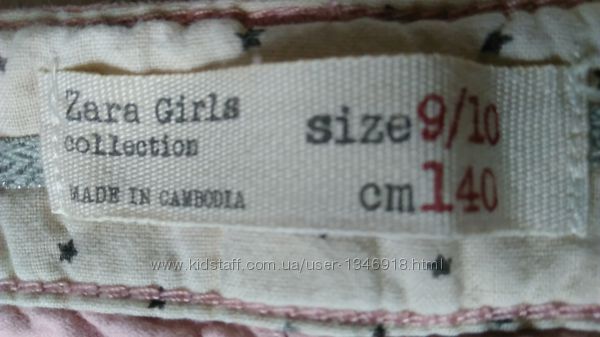 Zara Girls
collection
MADE IN CAMBODIA
size 9/10
cm 140
www.kidstaff.com.ua/user-1346918.html